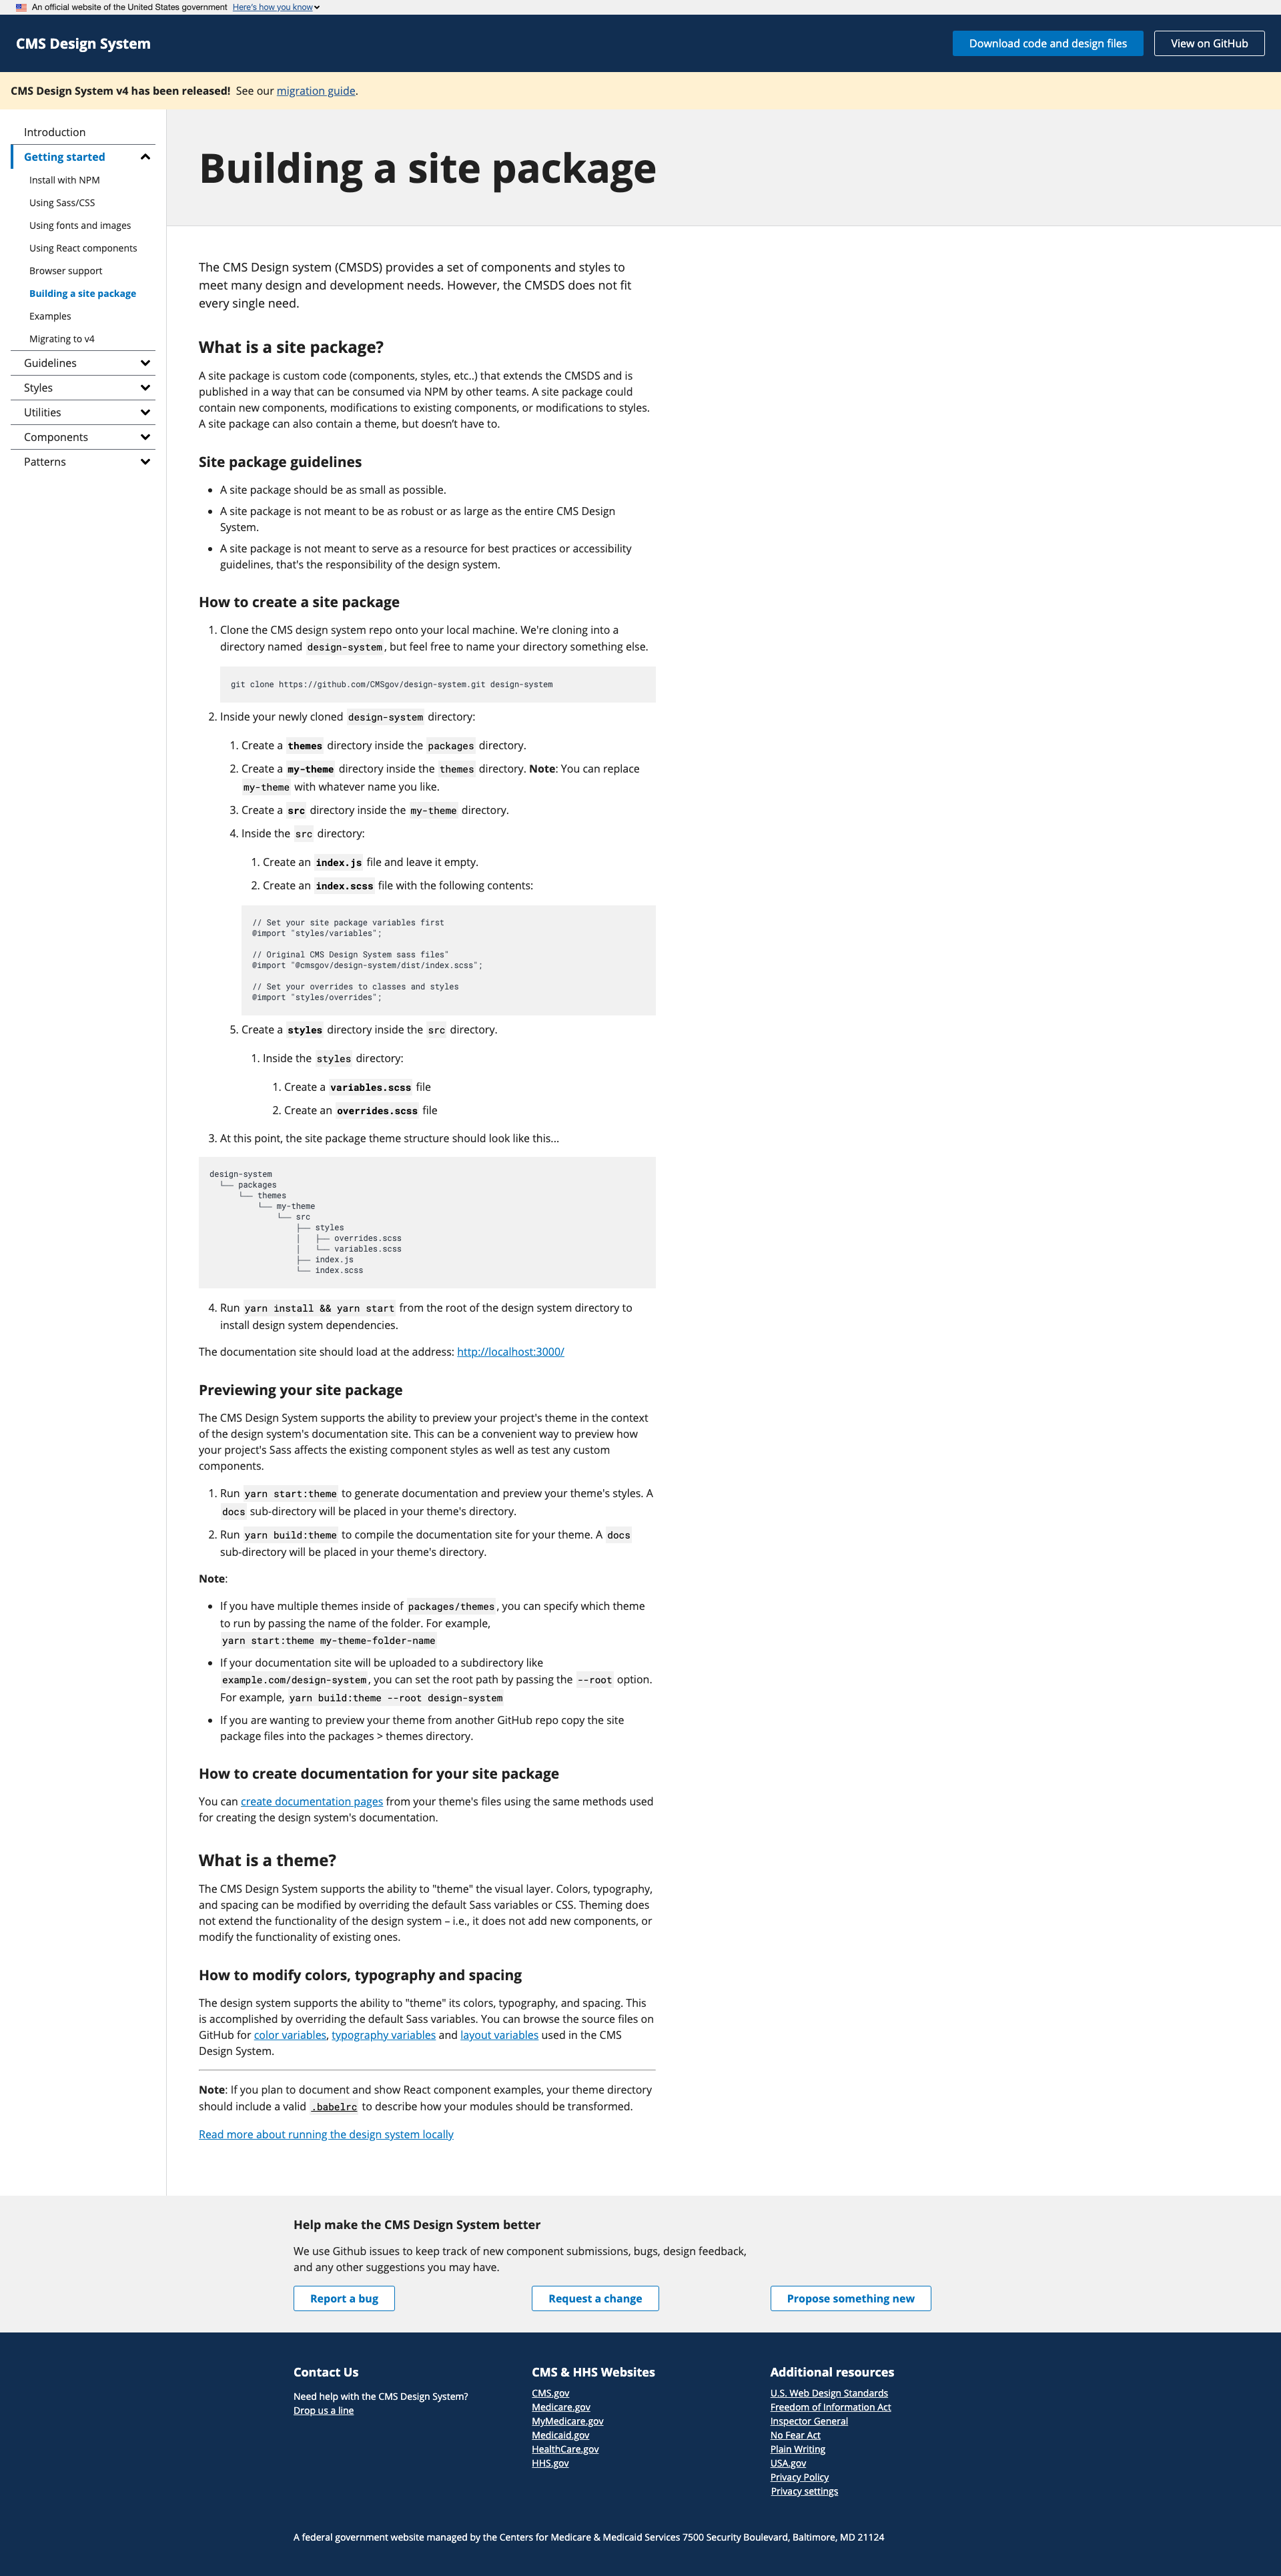 An official website of the United States government Here's how you know
CMS Design System
Download code and design files
View on GitHub
CMS Design System v4 has been released! See our migration guide.
Introduction
Getting started
Install with NPM
Using Sass/CSS
Using fonts and images
Using React components
Browser support
Building a site package
Examples
Migrating to v4
Guidelines
Styles
Utilities
Components
Patterns
Building a site package
The CMS Design system (CMSDS) provides a set of components and styles to
meet many design and development needs. However, the CMSDS does not fit
every single need.
What is a site package?
A site package is custom code (components, styles, etc..) that extends the CMSDS and is
published in a way that can be consumed via NPM by other teams. A site package could
contain new components, modifications to existing components, or modifications to styles.
A site package can also contain a theme, but doesn’t have to.
Site package guidelines
• A site package should be as small as possible.
• A site package is not meant to be as robust or as large as the entire CMS Design
System.
• A site package is not meant to serve as a resource for best practices or accessibility
guidelines, that's the responsibility of the design system.
How to create a site package
1. Clone the CMS design system repo onto your local machine. We're cloning into a
directory named design-system, but feel free to name your directory something else.
git clone https://github.com/CMSgov/design-system.git design-system
2. Inside your newly cloned design-system directory:
1. Create a themes directory inside the packages directory.
2. Create a my-theme directory inside the themes directory. Note: You can replace
my-theme with whatever name you like.
3. Create a src directory inside the my-theme directory.
4. Inside the src directory:
1. Create an index.js file and leave it empty.
2. Create an index.scss file with the following contents:
// Set your site package variables first
@import "styles/variables";
// Original CMS Design System sass files"
@import "@cmsgov/design-system/dist/index.scss";
// Set your overrides to classes and styles
@import "styles/overrides";
5. Create a styles directory inside the src directory.
1. Inside the styles directory:
1. Create a variables.scss file
2. Create an overrides.scss file
3. At this point, the site package theme structure should look like this...
design-system
└── packages
└── themes
└── my-theme
└── src
├── styles
│ ├── overrides.scss
│ └── variables.scss
├── index.js
└── index.scss
4. Run yarn install && yarn start from the root of the design system directory to
install design system dependencies.
The documentation site should load at the address: http://localhost:3000/
Previewing your site package
The CMS Design System supports the ability to preview your project's theme in the context
of the design system's documentation site. This can be a convenient way to preview how
your project's Sass affects the existing component styles as well as test any custom
components.
1. Run yarn start:theme to generate documentation and preview your theme's styles. A
docs sub-directory will be placed in your theme's directory.
2. Run yarn build:theme to compile the documentation site for your theme. A docs
sub-directory will be placed in your theme's directory.
Note:
• If you have multiple themes inside of packages/themes, you can specify which theme
to run by passing the name of the folder. For example,
yarn start:theme my-theme-folder-name
• If your documentation site will be uploaded to a subdirectory like
example.com/design-system, you can set the root path by passing the --root option.
For example, yarn build:theme --root design-system
• If you are wanting to preview your theme from another GitHub repo copy the site
package files into the packages > themes directory.
How to create documentation for your site package
You can create documentation pages from your theme's files using the same methods used
for creating the design system's documentation.
What is a theme?
The CMS Design System supports the ability to "theme" the visual layer. Colors, typography,
and spacing can be modified by overriding the default Sass variables or CSS. Theming does
not extend the functionality of the design system – i.e., it does not add new components, or
modify the functionality of existing ones.
How to modify colors, typography and spacing
The design system supports the ability to "theme" its colors, typography, and spacing. This
is accomplished by overriding the default Sass variables. You can browse the source files on
GitHub for color variables, typography variables and layout variables used in the CMS
Design System.
Note: If you plan to document and show React component examples, your theme directory
should include a valid .babelrc to describe how your modules should be transformed.
Read more about running the design system locally
Help make the CMS Design System better
We use Github issues to keep track of new component submissions, bugs, design feedback,
and any other suggestions you may have.
Report a bug
Request a change
Propose something new
Contact Us
Need help with the CMS Design System?
Drop us a line
CMS & HHS Websites
CMS.gov
Medicare.gov
MyMedicare.gov
Medicaid.gov
HealthCare.gov
HHS.gov
Additional resources
U.S. Web Design Standards
Freedom of Information Act
Inspector General
No Fear Act
Plain Writing
USA.gov
Privacy Policy
Privacy settings
A federal government website managed by the Centers for Medicare & Medicaid Services 7500 Security Boulevard, Baltimore, MD 21124